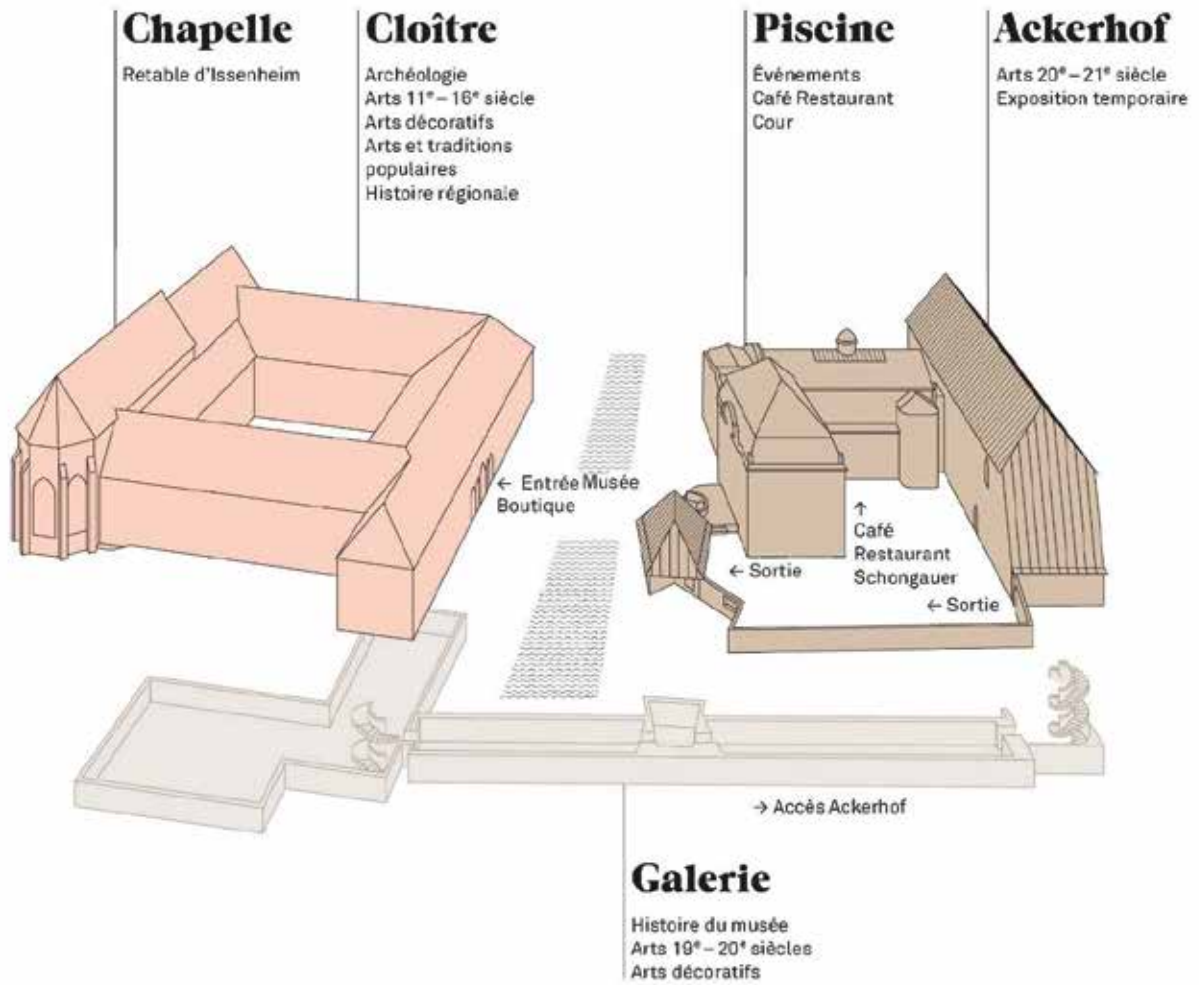 Chapelle
Retable d'Issenheim
Cloître
Archéologie
Arts 11ᵉ – 16ᵉ siècle
Arts décoratifs
Arts et traditions
populaires
Histoire régionale
Piscine
Événements
Café Restaurant
Cour
Ackerhof
Arts 20ᵉ – 21ᵉ siècle
Exposition temporaire
← Entrée Musée
Boutique
↑
Café
Restaurant
Schongauer
← Sortie
← Sortie
→ Accès Ackerhof
Galerie
Histoire du musée
Arts 19ᵉ – 20ᵉ siècles
Arts décoratifs